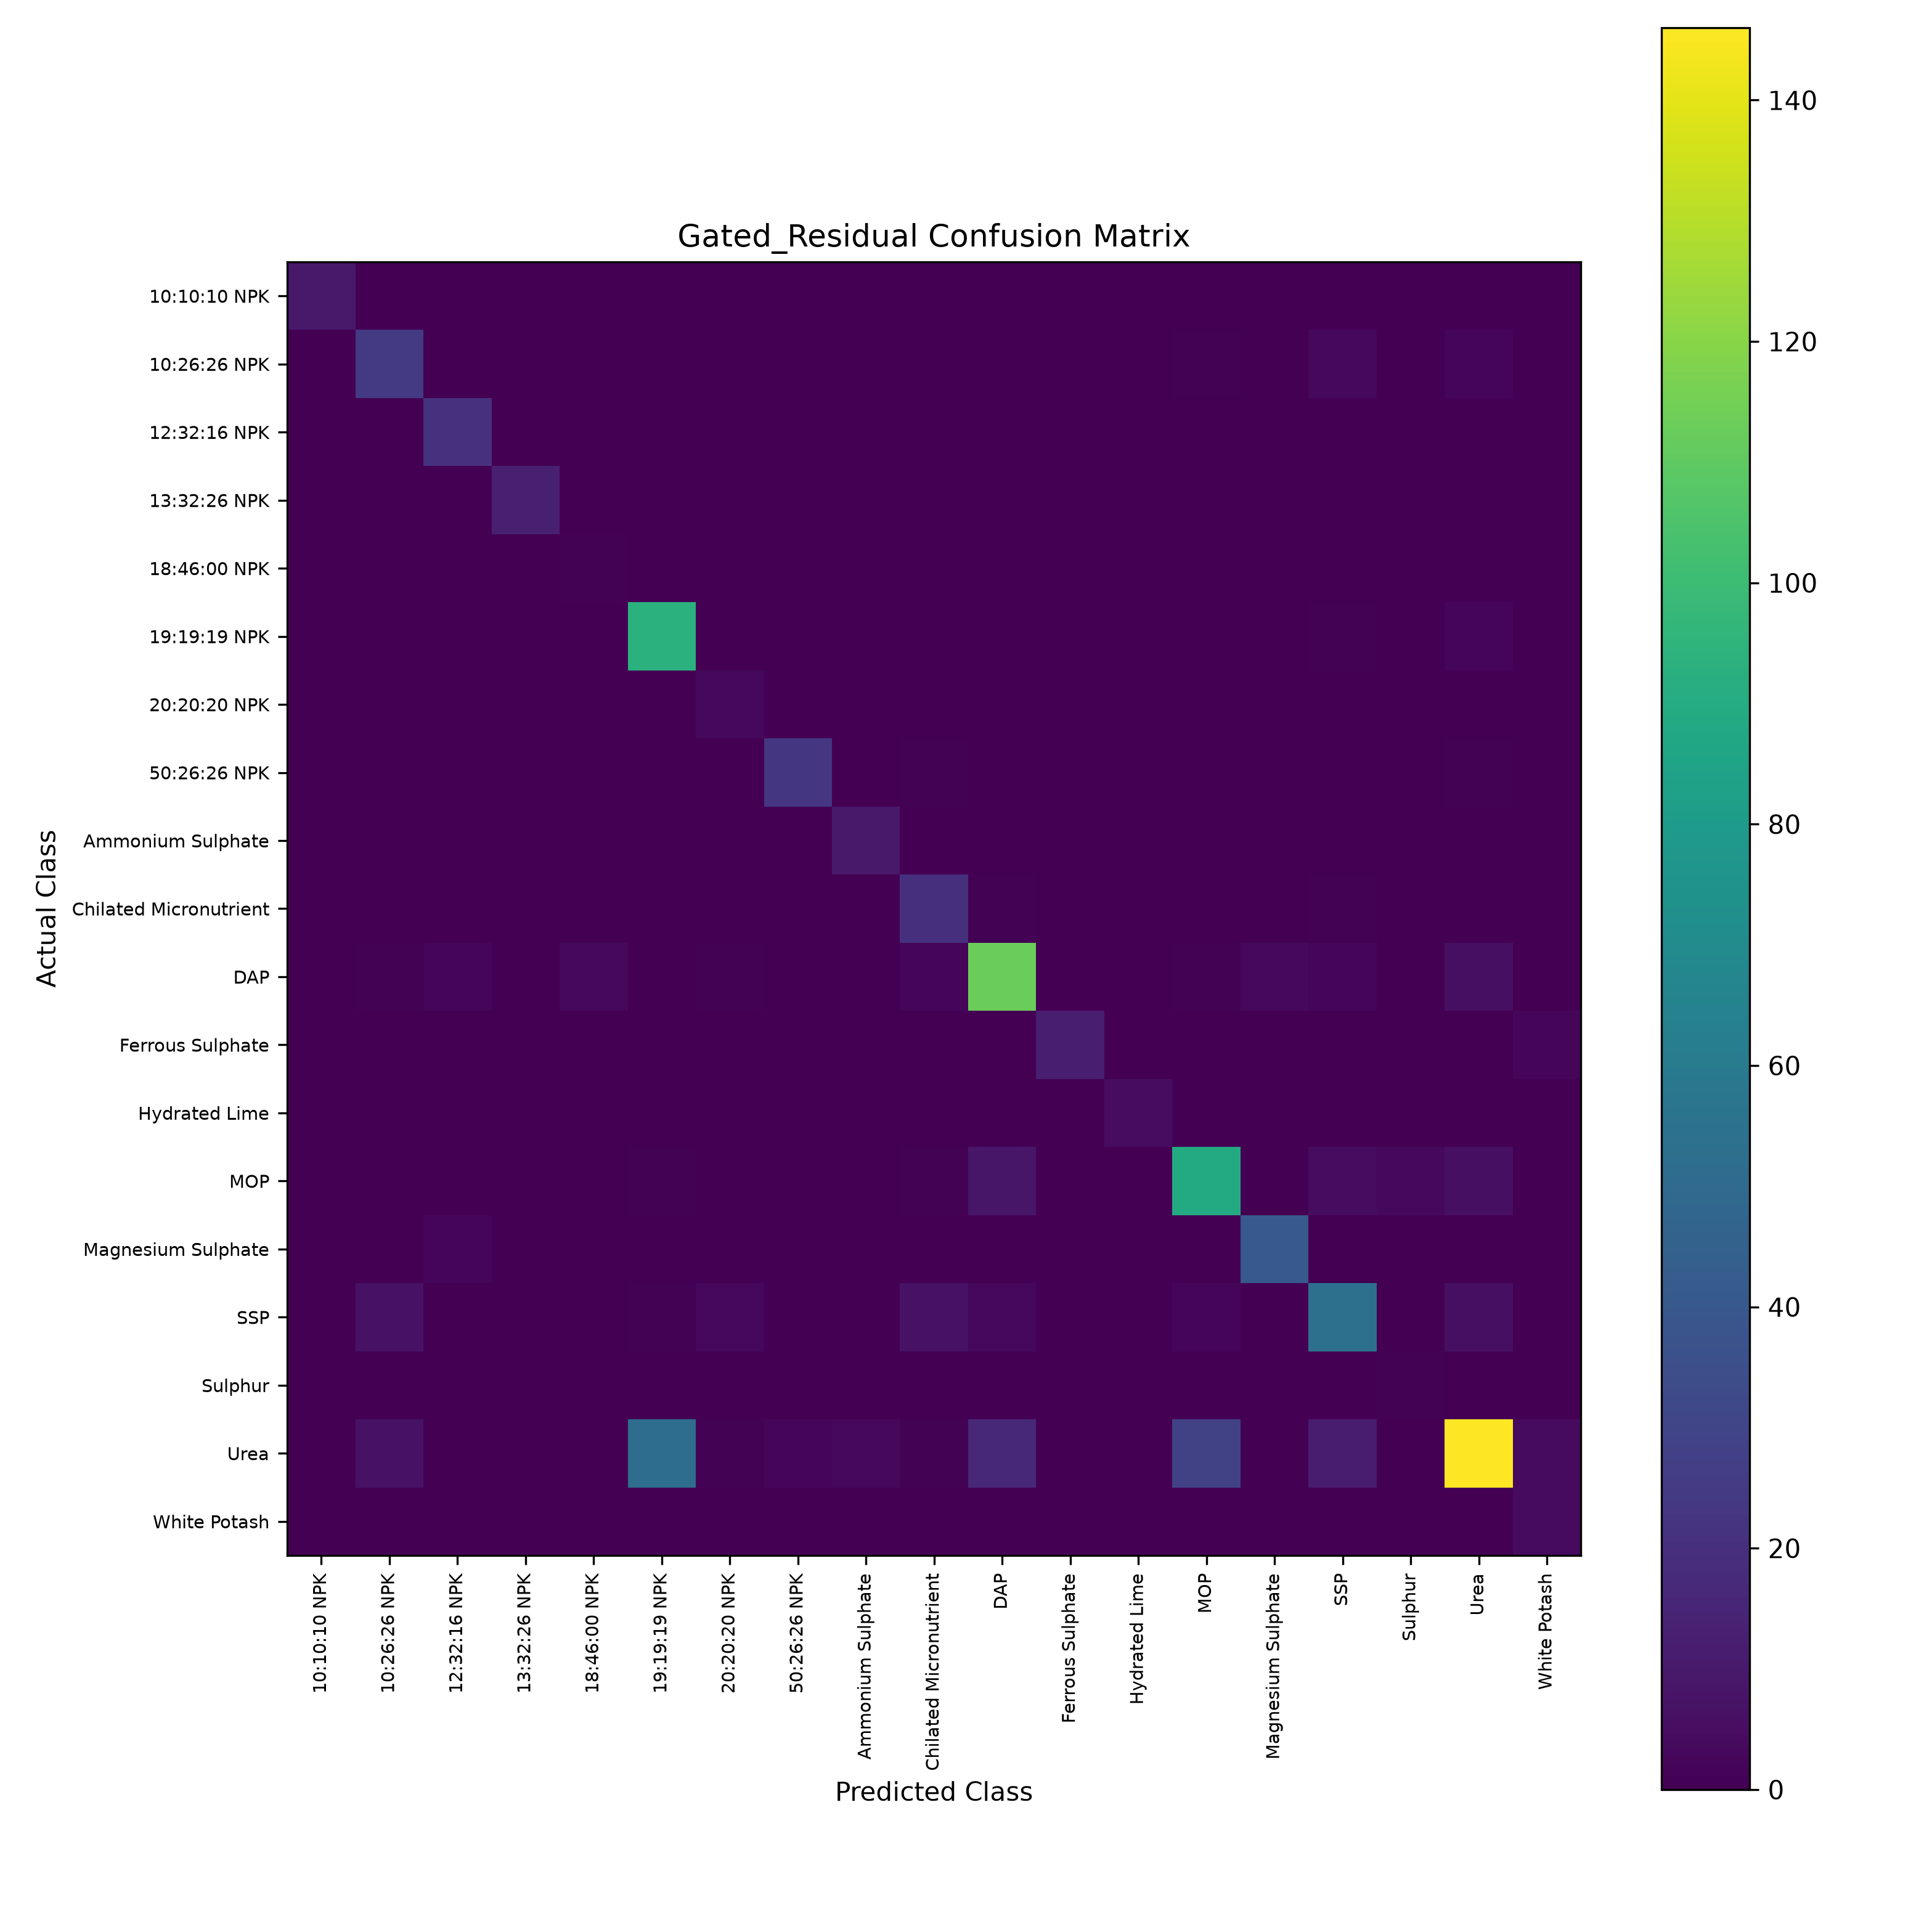 Gated_Residual Confusion Matrix
Actual Class
10:10:10 NPK
10:26:26 NPK
12:32:16 NPK
13:32:26 NPK
18:46:00 NPK
19:19:19 NPK
20:20:20 NPK
50:26:26 NPK
Ammonium Sulphate
Chilated Micronutrient
DAP
Ferrous Sulphate
Hydrated Lime
MOP
Magnesium Sulphate
SSP
Sulphur
Urea
White Potash
10:10:10 NPK
10:26:26 NPK
12:32:16 NPK
13:32:26 NPK
18:46:00 NPK
19:19:19 NPK
20:20:20 NPK
50:26:26 NPK
Ammonium Sulphate
Chilated Micronutrient
DAP
Ferrous Sulphate
Hydrated Lime
MOP
Magnesium Sulphate
SSP
Sulphur
Urea
White Potash
Predicted Class
140
120
100
80
60
40
20
0